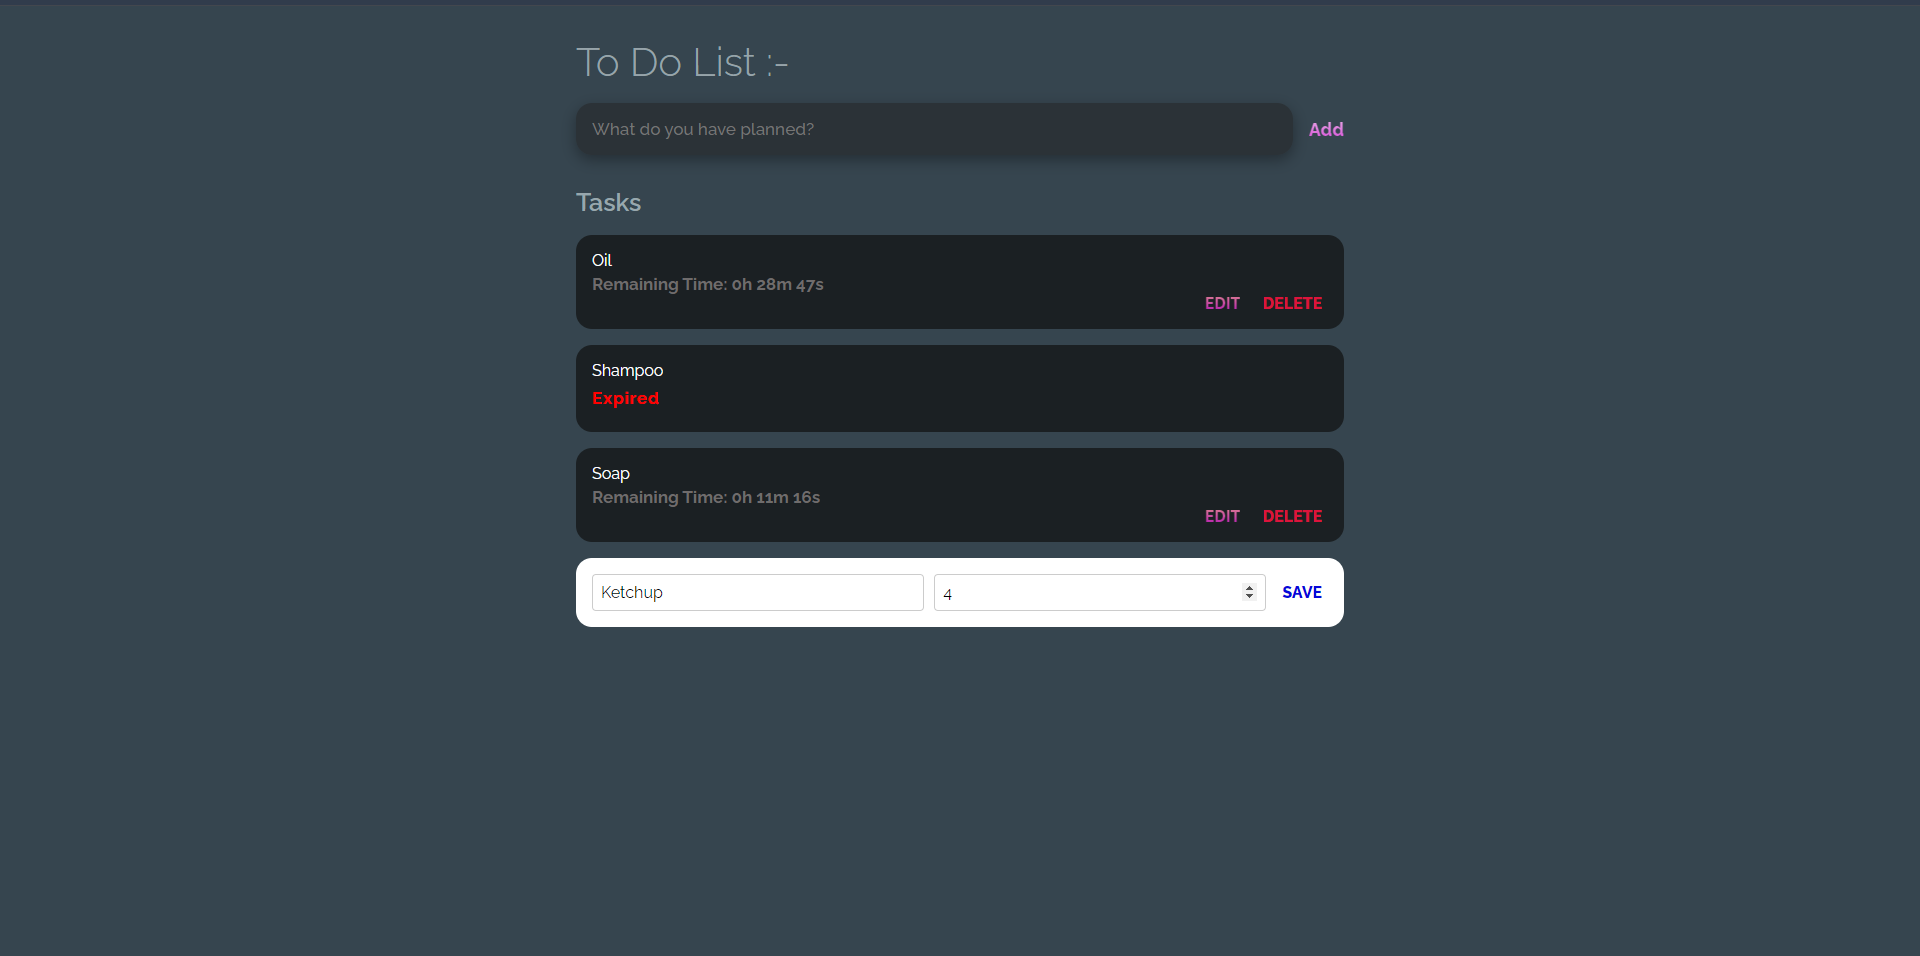 To Do List :-
What do you have planned?
Add
Tasks
Oil
Remaining Time: 0h 28m 47s
EDIT DELETE
Shampoo
Expired
Soap
Remaining Time: 0h 11m 16s
EDIT DELETE
Ketchup 4 SAVE